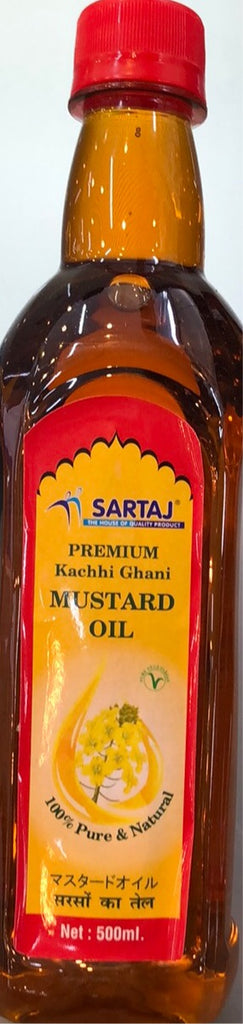 SARTAJ®
THE HOUSE OF QUALITY PRODUCT
PREMIUM
Kachhi Ghani
MUSTARD
OIL
100% Pure & Natural
マスタードオイル
सरसों का तेल
Net : 500ml.